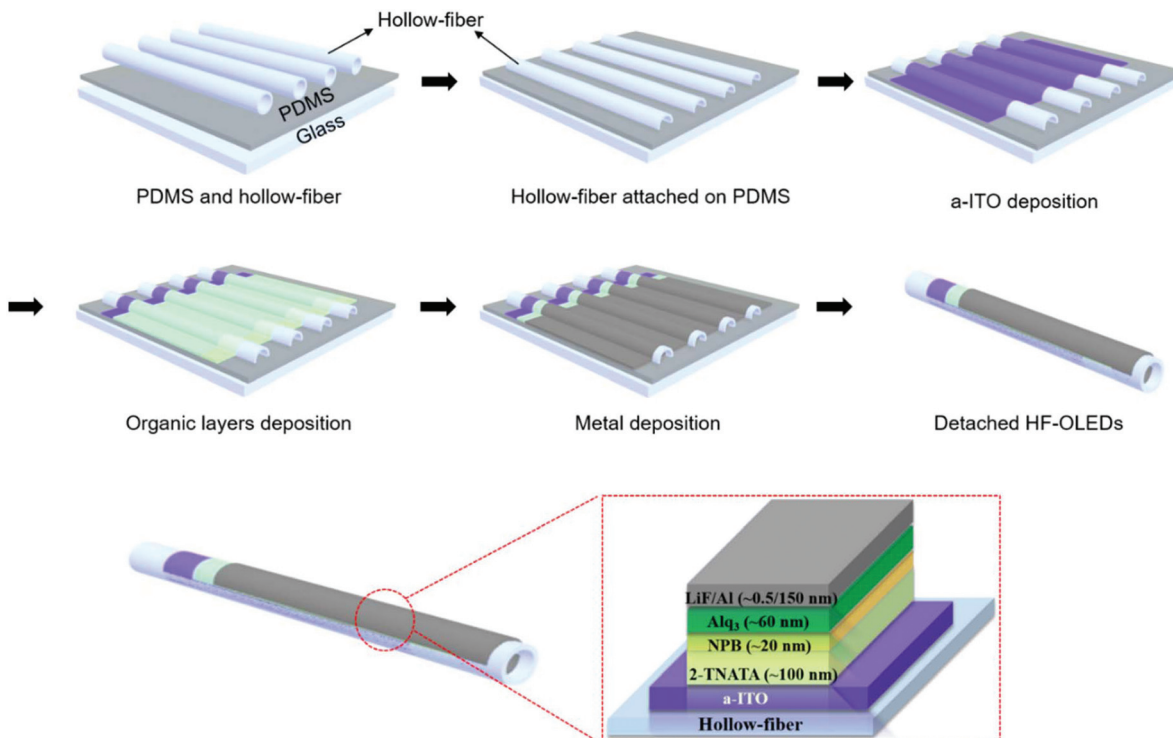 Hollow-fiber
PDMS
Glass
PDMS and hollow-fiber
Hollow-fiber attached on PDMS
a-ITO deposition
Organic layers deposition
Metal deposition
Detached HF-OLEDs
LiF/Al (~0.5/150 nm)
Alq₃ (~60 nm)
NPB (~20 nm)
2-TNATA (~100 nm)
a-ITO
Hollow-fiber